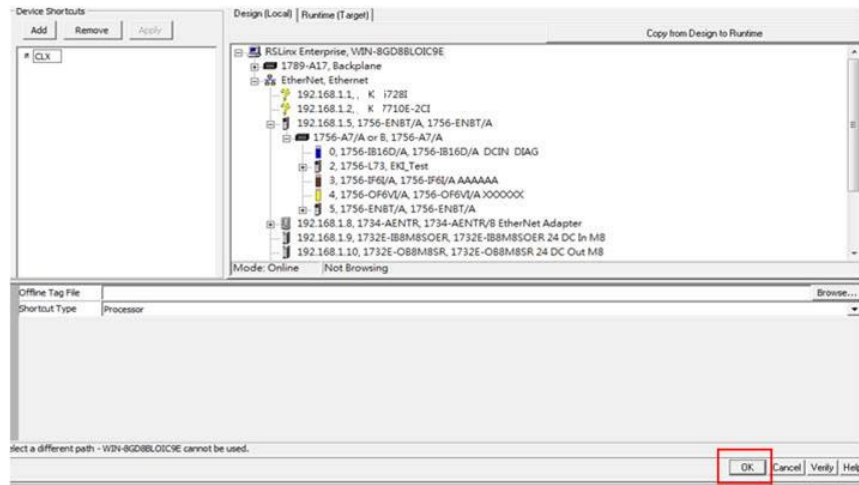 Device Shortcuts
Add Remove Apply
CLX
Design (Local) Runtime (Target)
Copy from Design to Runtime
RSLinx Enterprise, WIN-8GD8BLOIC9E
1789-A17, Backplane
EtherNet, Ethernet
192.168.1.1, , K i728I
192.168.1.2, K 7710E-2CI
192.168.1.5, 1756-ENBT/A, 1756-ENBT/A
1756-A7/A or B, 1756-A7/A
0, 1756-IB16D/A, 1756-IB16D/A DCIN DIAG
2, 1756-L73, EKI_Test
3, 1756-IF6I/A, 1756-IF6I/A AAAAAA
4, 1756-OF6VI/A, 1756-OF6VI/A XXXXXX
5, 1756-ENBT/A, 1756-ENBT/A
192.168.1.8, 1734-AENTR, 1734-AENTR/B EtherNet Adapter
192.168.1.9, 1732E-IB8M8SOER, 1732E-IB8M8SOER 24 DC In M8
192.168.1.10, 1732E-OB8M8SR, 1732E-OB8M8SR 24 DC Out M8
Mode: Online Not Browsing
Offline Tag File Browse...
Shortcut Type Processor
elect a different path - WIN-8GD8BLOIC9E cannot be used.
OK Cancel Verify Help